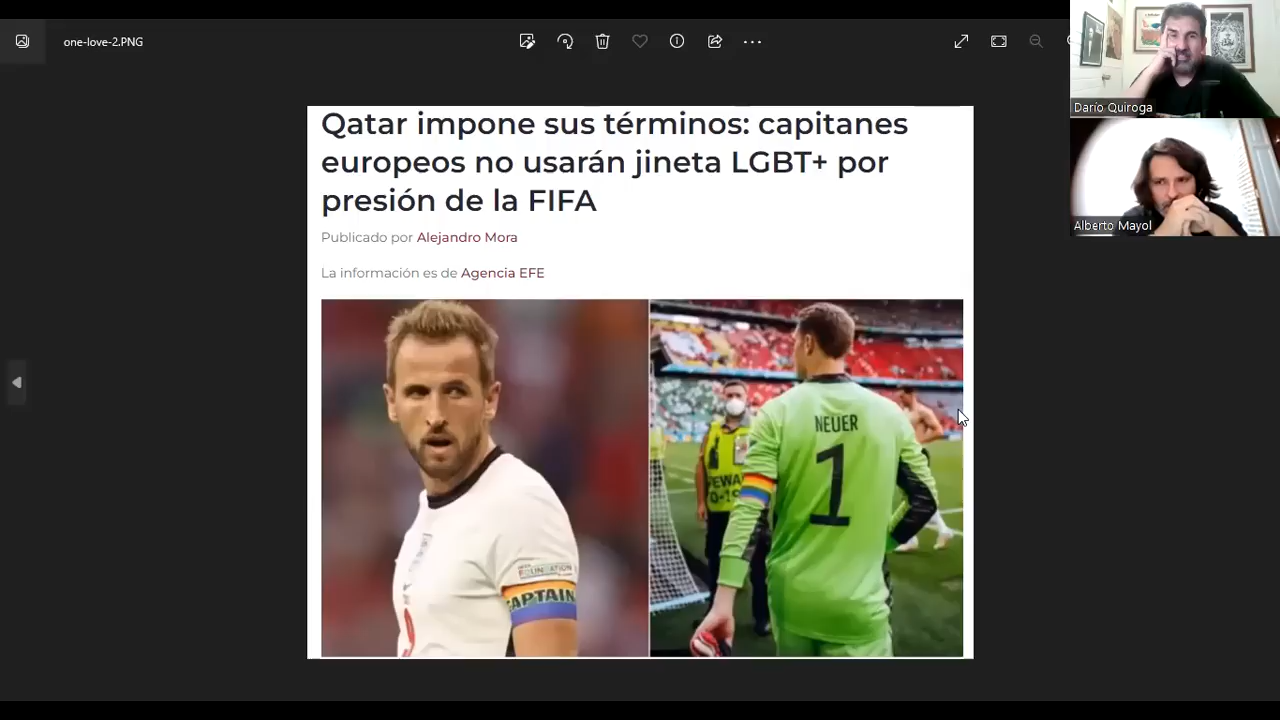 one-love-2.PNG
Darío Quiroga
Alberto Mayol
Qatar impone sus términos: capitanes
europeos no usarán jineta LGBT+ por
presión de la FIFA
Publicado por Alejandro Mora
La información es de Agencia EFE
FOUNDATION
CAPTAIN
NEUER
1